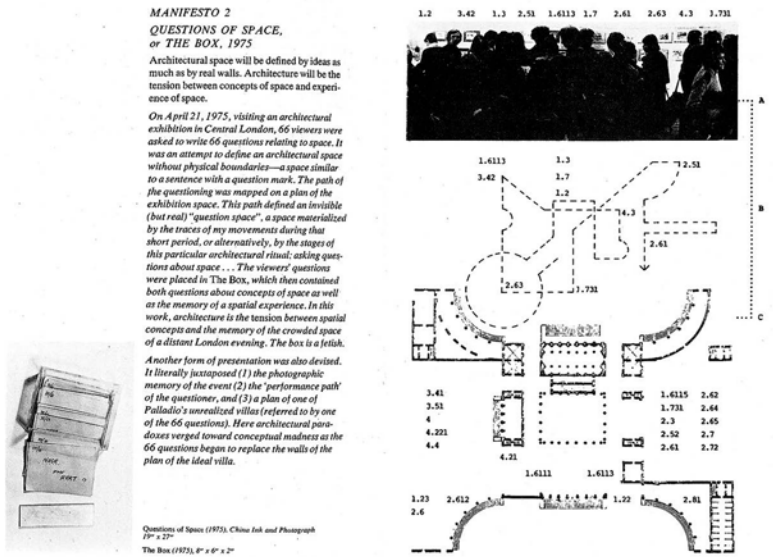 MANIFESTO 2
QUESTIONS OF SPACE,
or THE BOX, 1975
Architectural space will be defined by ideas as
much as by real walls. Architecture will be the
tension between concepts of space and experi-
ence of space.
On April 21, 1975, visiting an architectural
exhibition in Central London, 66 viewers were
asked to write 66 questions relating to space. It
was an attempt to define an architectural space
without physical boundaries—a space similar
to a sentence with a question mark. The path of
the questioning was mapped on a plan of the
exhibition space. This path defined an invisible
(but real) "question space", a space materialized
by the traces of my movements during that
short period, or alternatively, by the stages of
this particular architectural ritual: asking ques-
tions about space . . . The viewers' questions
were placed in The Box, which then contained
both questions about concepts of space as well
as the memory of a spatial experience. In this
work, architecture is the tension between spatial
concepts and the memory of the crowded space
of a distant London evening. The box is a fetish.
Another form of presentation was also devised.
It literally juxtaposed (1) the photographic
memory of the event (2) the 'performance path'
of the questioner, and (3) a plan of one of
Palladio's unrealized villas (referred to by one
of the 66 questions). Here architectural para-
doxes verged toward conceptual madness as the
66 questions began to replace the walls of the
plan of the ideal villa.
Questions of Space (1975), China Ink and Photograph
19" x 27"
The Box (1975), 8" x 6" x 2"
1.2 3.42 1.3 2.51 1.6113 1.7 2.61 2.63 4.3 3.731
A
1.6113 1.3 2.51
3.42 1.7
1.2
4.3
B
2.61
2.63 3.731
C
3.41 1.6115 2.62
3.51 1.731 2.64
4 2.3 2.65
4.221 2.52 2.7
4.4 2.61 2.72
4.21
1.6111 1.6113
1.23 2.612 1.22 2.81
2.6